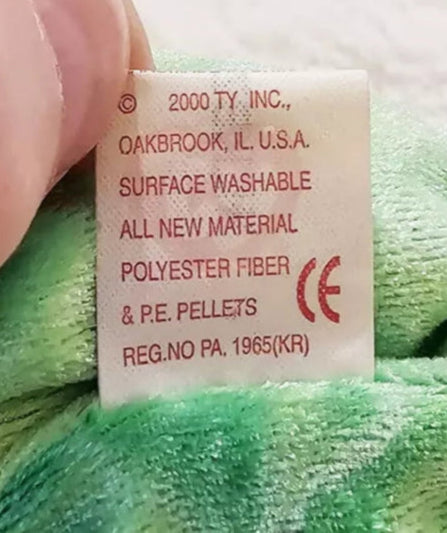 © 2000 TY INC.,
OAKBROOK, IL. U.S.A.
SURFACE WASHABLE
ALL NEW MATERIAL
POLYESTER FIBER
& P.E. PELLETS
REG.NO PA. 1965(KR)
CE